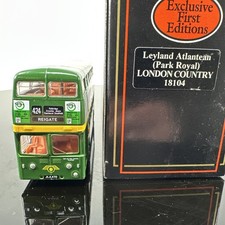 Exclusive
First
Editions
Leyland Atlantean
(Park Royal)
LONDON COUNTRY
18104
424
REIGATE